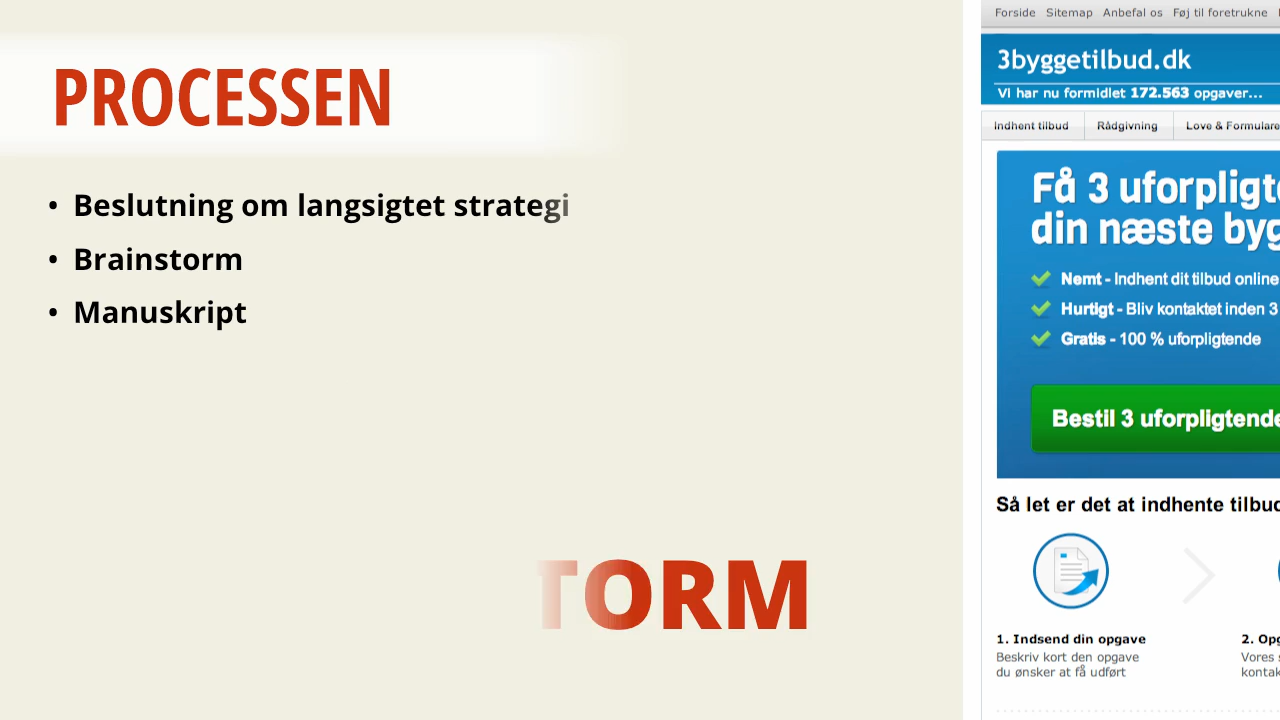 PROCESSEN
• Beslutning om langsigtet strategi
• Brainstorm
• Manuskript
TORM
Forside Sitemap Anbefal os Føj til foretrukne
3byggetilbud.dk
Vi har nu formidlet 172.563 opgaver...
Indhent tilbud Rådgivning Love & Formulare
Få 3 uforpligte
din næste byg
Nemt - Indhent dit tilbud online
Hurtigt - Bliv kontaktet inden 3
Gratis - 100 % uforpligtende
Bestil 3 uforpligtende
Så let er det at indhente tilbud
1. Indsend din opgave
Beskriv kort den opgave
du ønsker at få udført
2. Opg
Vores s
kontak